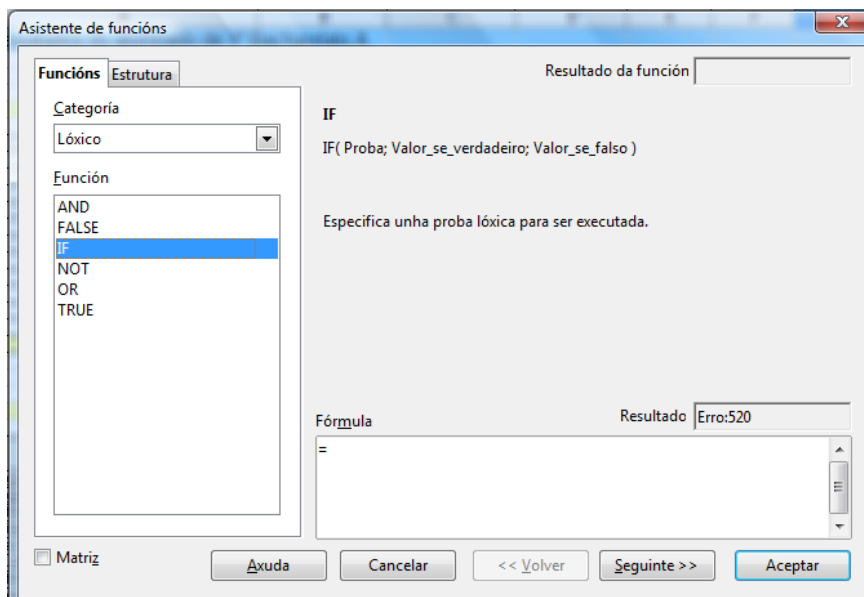 Asistente de funcións
Funcións
Estrutura
Categoría
Lóxico
Función
AND
FALSE
IF
NOT
OR
TRUE
Resultado da función
IF
IF( Proba; Valor_se_verdadeiro; Valor_se_falso )
Especifica unha proba lóxica para ser executada.
Fórmula
Resultado
Erro:520
=
Matriz
Axuda
Cancelar
<< Volver
Seguinte >>
Aceptar